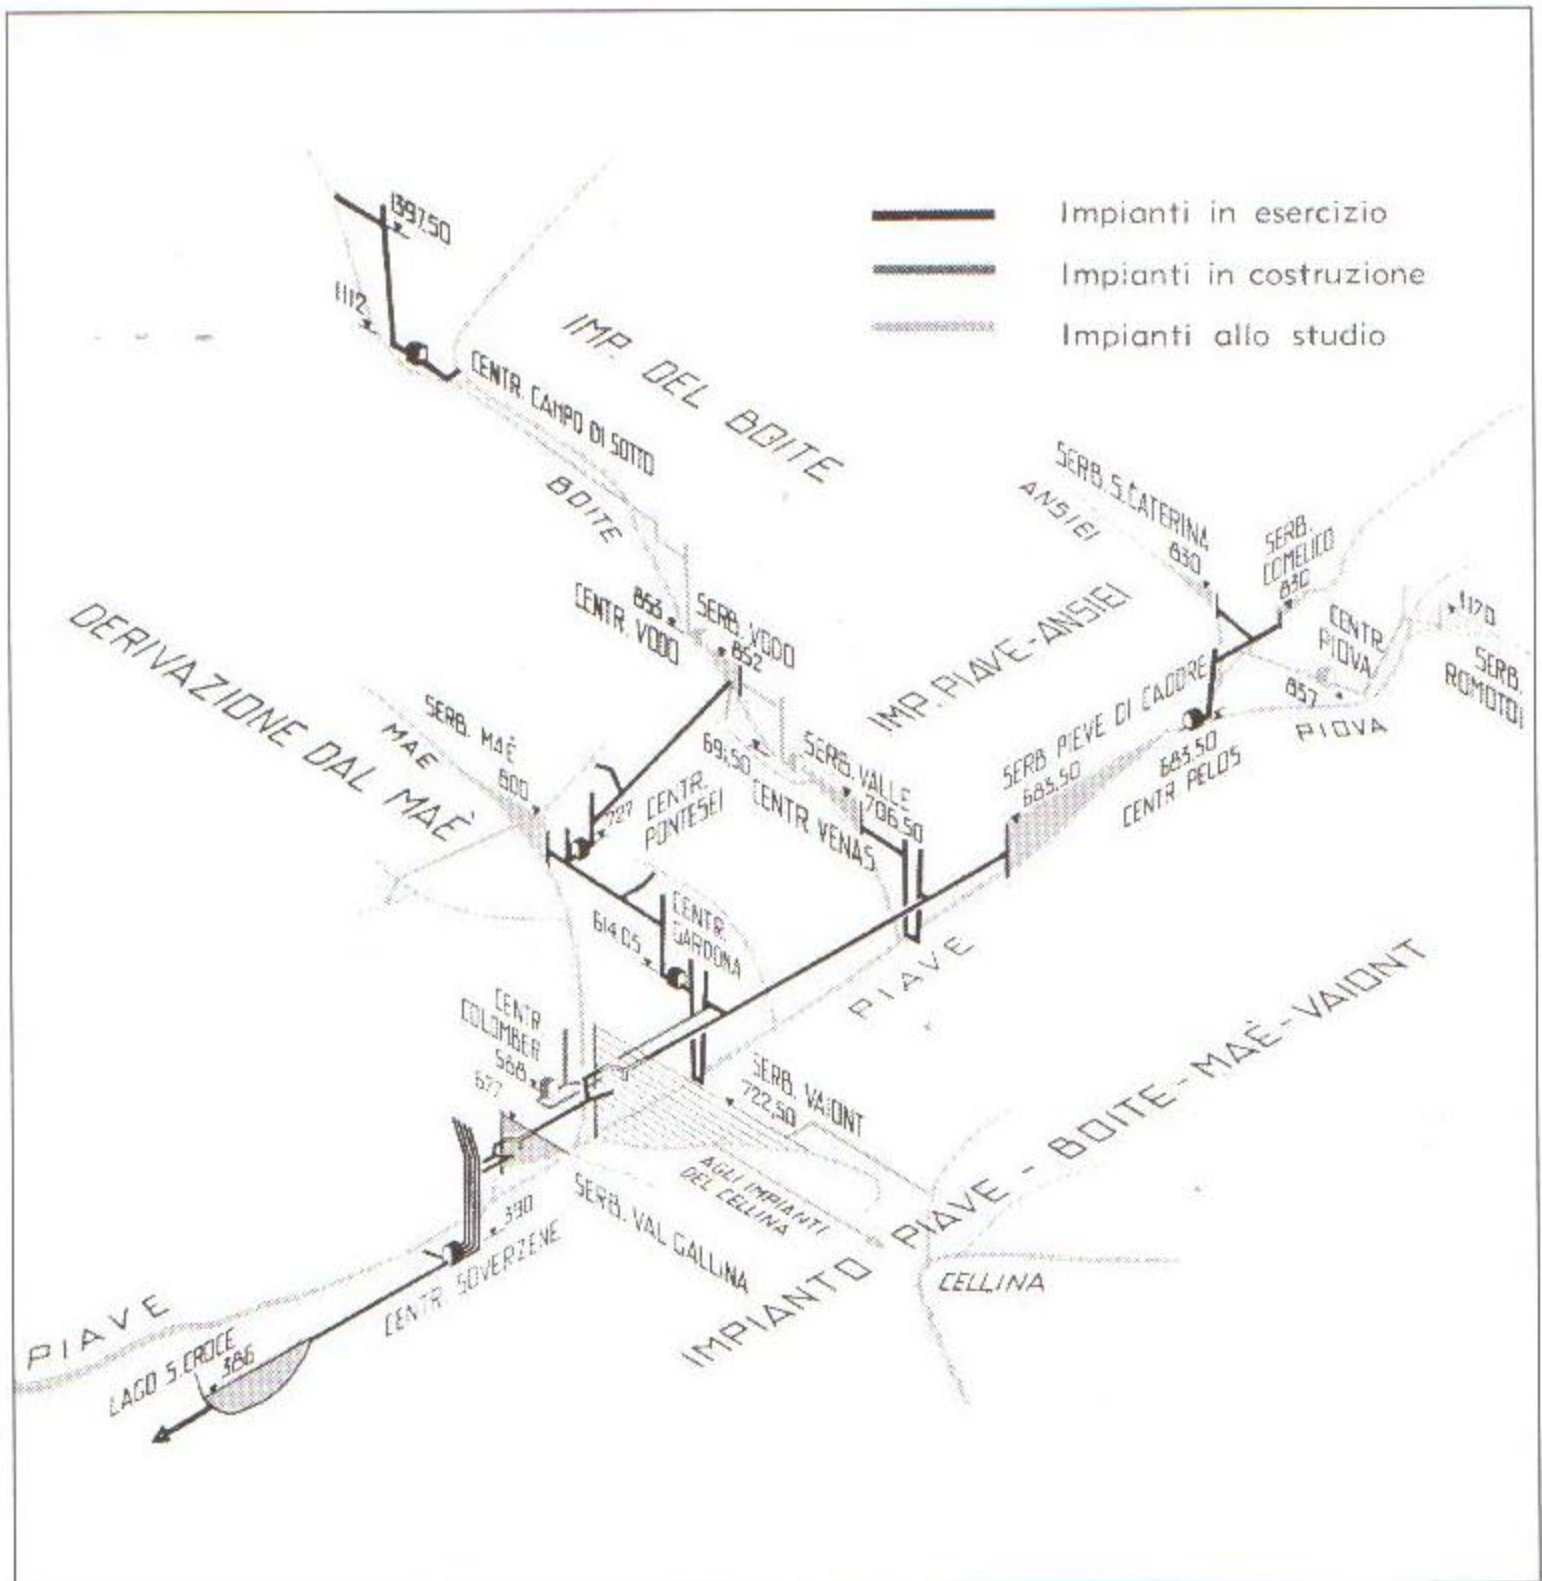 1397.50
1112
Impianti in esercizio
Impianti in costruzione
Impianti allo studio
CENTR. CAMPO DI SOTTO
IMP. DEL BOITE
BOITE
SERB. S. CATERINA
830
ANSIEI
SERB.
COMELICO
830
1170
SERB.
ROMOTOI
CENTR.
PIOVA
857
PIOVA
853
CENTR. VODO
SERB. VODO
852
DERIVAZIONE DAL MAÈ
SERB. MAÈ
800
MAE
IMP. PIAVE-ANSIEI
SERB. PIEVE DI CADORE
683.50
683.50
CENTR PELOS
SERB. VALLE
706.50
CENTR VENAS
727
CENTR.
PONTESEI
614.05
CENTR.
GARDONA
PIAVE
CENTR
COLOMBER
568
677
SERB. VAIONT
722,50
AGLI IMPIANTI
DEL CELLINA
IMPIANTO PIAVE - BOITE - MAÈ - VAIONT
CELLINA
SERB. VAL GALLINA
390
CENTR. SOVERZENE
PIAVE
LAGO S. CROCE
386